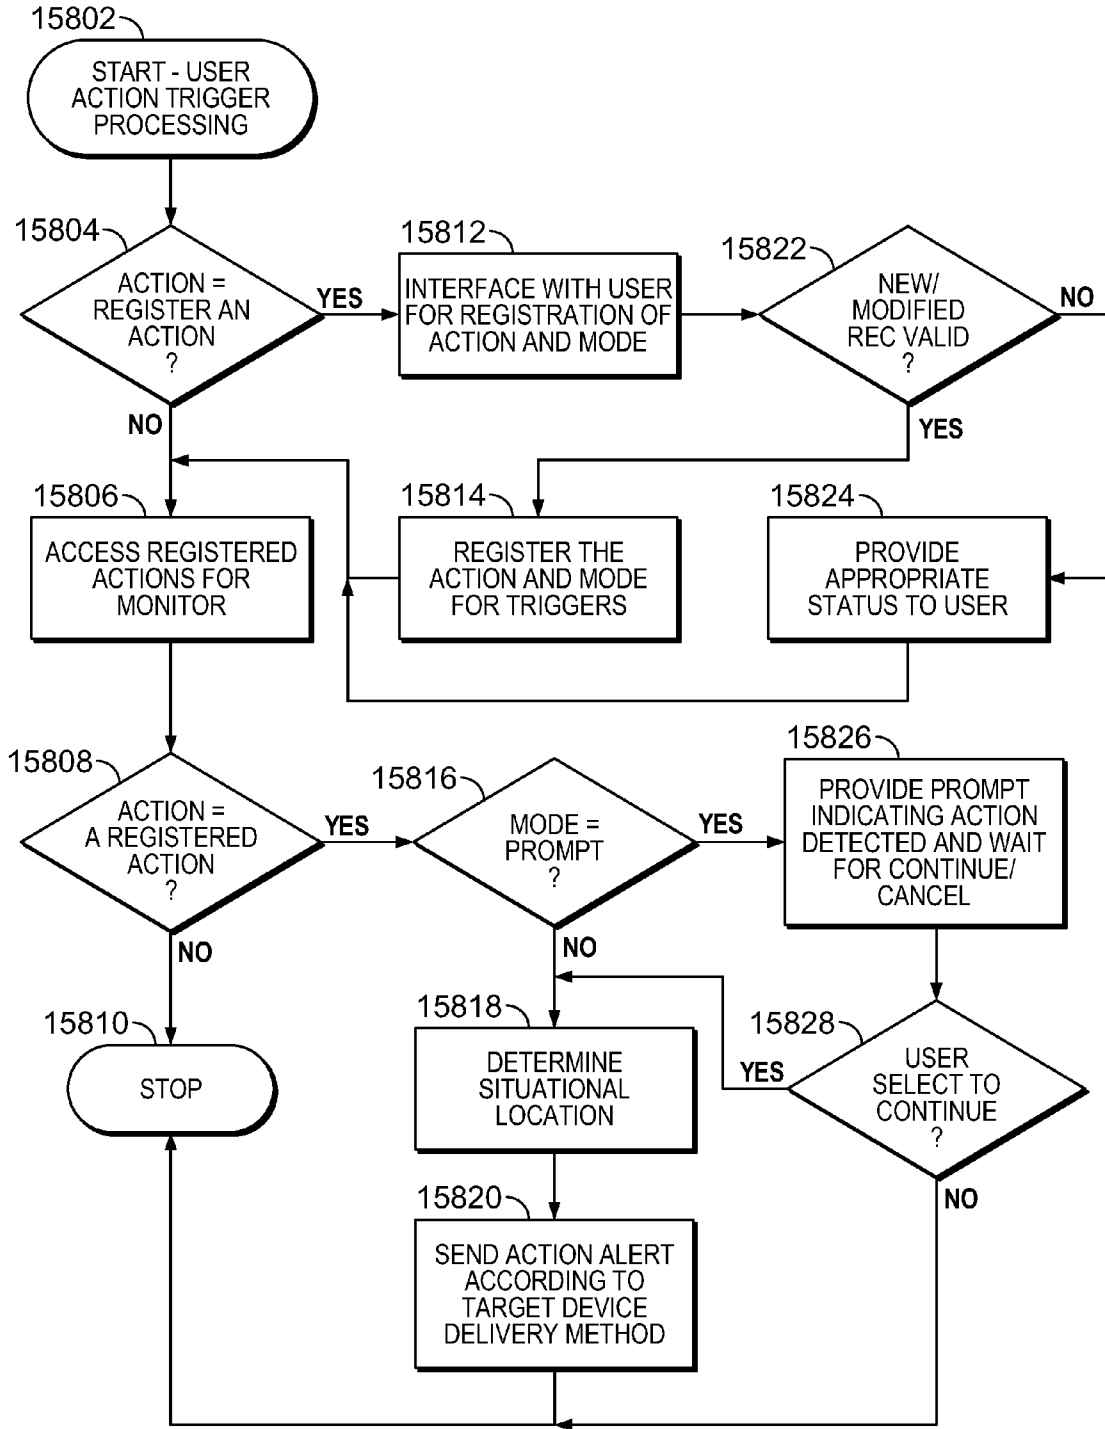 15802
START - USER
ACTION TRIGGER
PROCESSING
15804
ACTION =
REGISTER AN
ACTION
?
YES
NO
15812
INTERFACE WITH USER
FOR REGISTRATION OF
ACTION AND MODE
15822
NEW/
MODIFIED
REC VALID
?
NO
YES
15806
ACCESS REGISTERED
ACTIONS FOR
MONITOR
15814
REGISTER THE
ACTION AND MODE
FOR TRIGGERS
15824
PROVIDE
APPROPRIATE
STATUS TO USER
15808
ACTION =
A REGISTERED
ACTION
?
YES
NO
15816
MODE =
PROMPT
?
YES
NO
15826
PROVIDE PROMPT
INDICATING ACTION
DETECTED AND WAIT
FOR CONTINUE/
CANCEL
15810
STOP
15818
DETERMINE
SITUATIONAL
LOCATION
15828
USER
SELECT TO
CONTINUE
?
YES
NO
15820
SEND ACTION ALERT
ACCORDING TO
TARGET DEVICE
DELIVERY METHOD